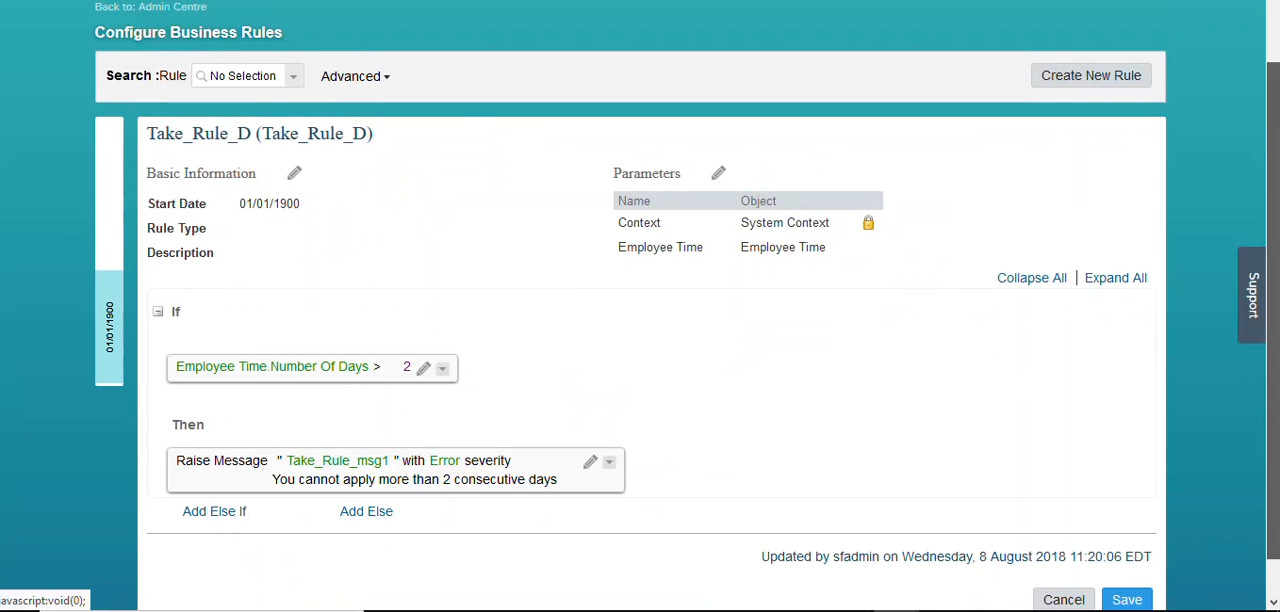 Back to: Admin Centre
Configure Business Rules
Search :Rule No Selection Advanced Create New Rule
Take_Rule_D (Take_Rule_D)
Basic Information Parameters
Name Object
Start Date 01/01/1900
Context System Context
Rule Type
Employee Time Employee Time
Description
Collapse All | Expand All
Support
01/01/1900
If
Employee Time.Number Of Days > 2
Then
Raise Message " Take_Rule_msg1 " with Error severity
You cannot apply more than 2 consecutive days
Add Else If Add Else
Updated by sfadmin on Wednesday, 8 August 2018 11:20:06 EDT
avascript:void(0); Cancel Save